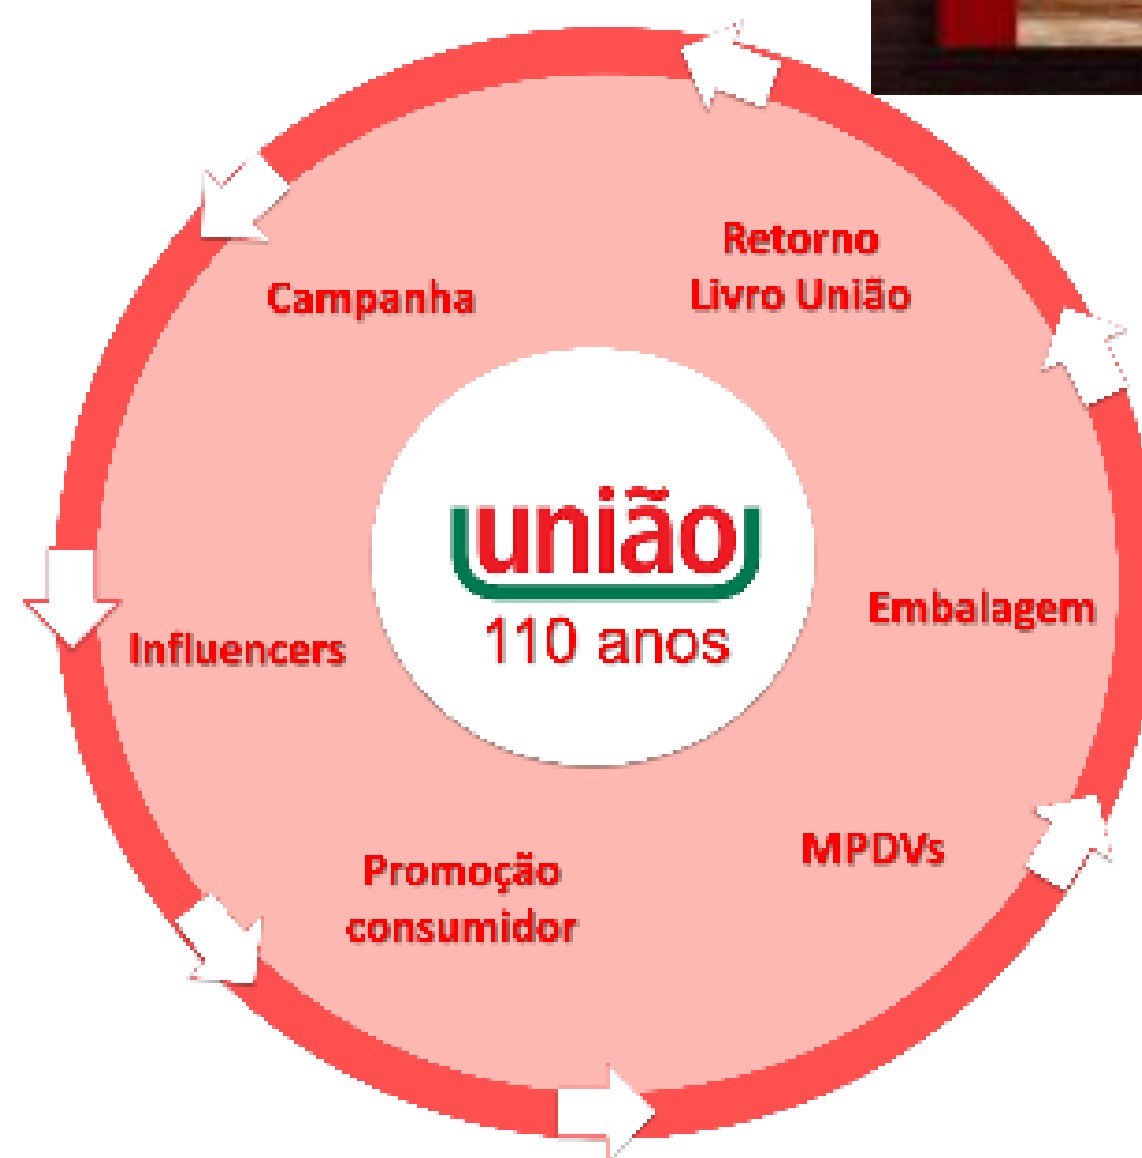 Retorno
Livro União
Campanha
união
110 anos
Embalagem
Influencers
MPDVs
Promoção
consumidor